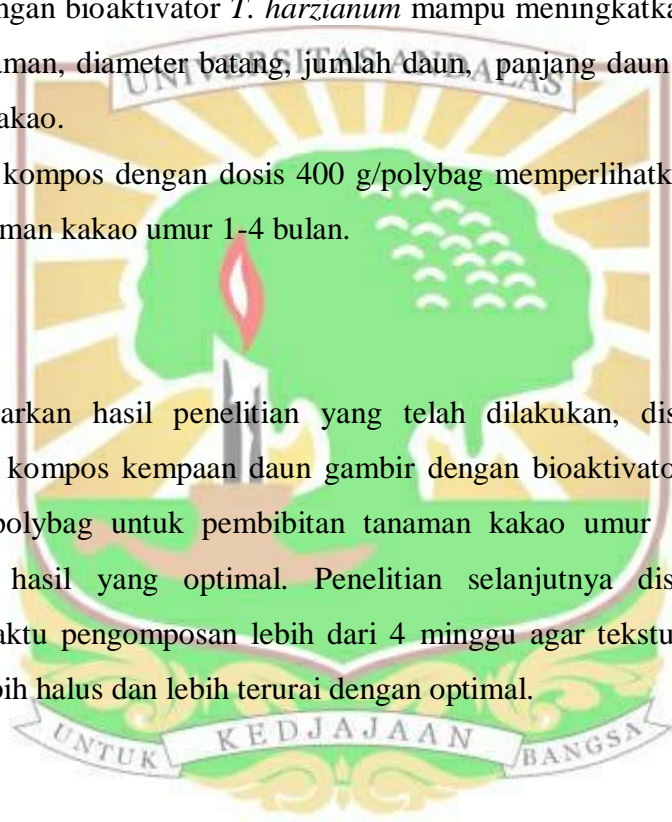 ngan bioaktivator T. harzianum mampu meningkatka
aman, diameter batang, jumlah daun, panjang daun
akao.
kompos dengan dosis 400 g/polybag memperlihatk
aman kakao umur 1-4 bulan.
arkan hasil penelitian yang telah dilakukan, dis
kompos kempaan daun gambir dengan bioaktivato
polybag untuk pembibitan tanaman kakao umur
hasil yang optimal. Penelitian selanjutnya dis
aktu pengomposan lebih dari 4 minggu agar tekstu
bih halus dan lebih terurai dengan optimal.
UNIVERSITAS ANDALAS
UNTUK KEDJAJAAN BANGSA